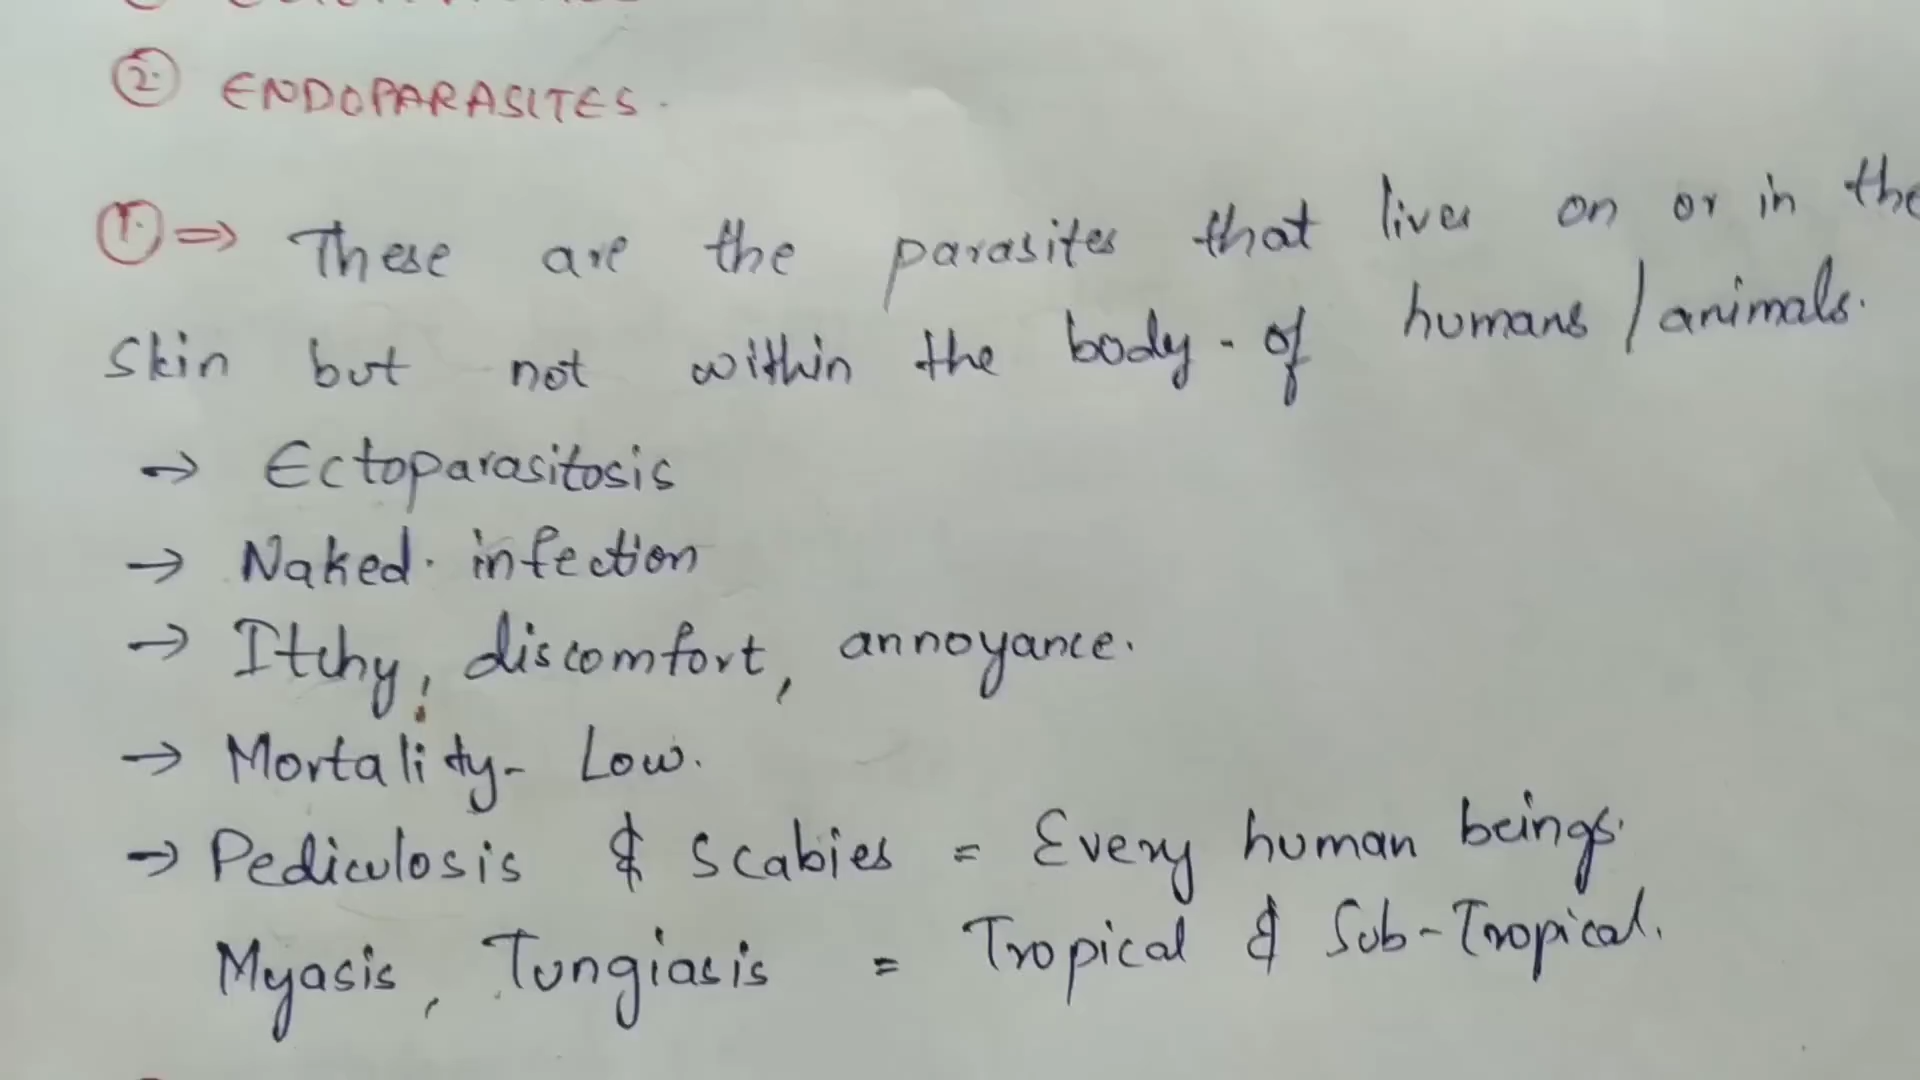 ② ENDOPARASITES.
① ⇒ These are the parasites that lives on or in the
Skin but not within the body - of humans / animals.
→ Ectoparasitosis
→ Naked. infection
→ Itchy, discomfort, annoyance.
→ Mortality - Low.
→ Pediculosis & Scabies = Every human beings.
Myasis, Tungiasis = Tropical & Sub-Tropical.